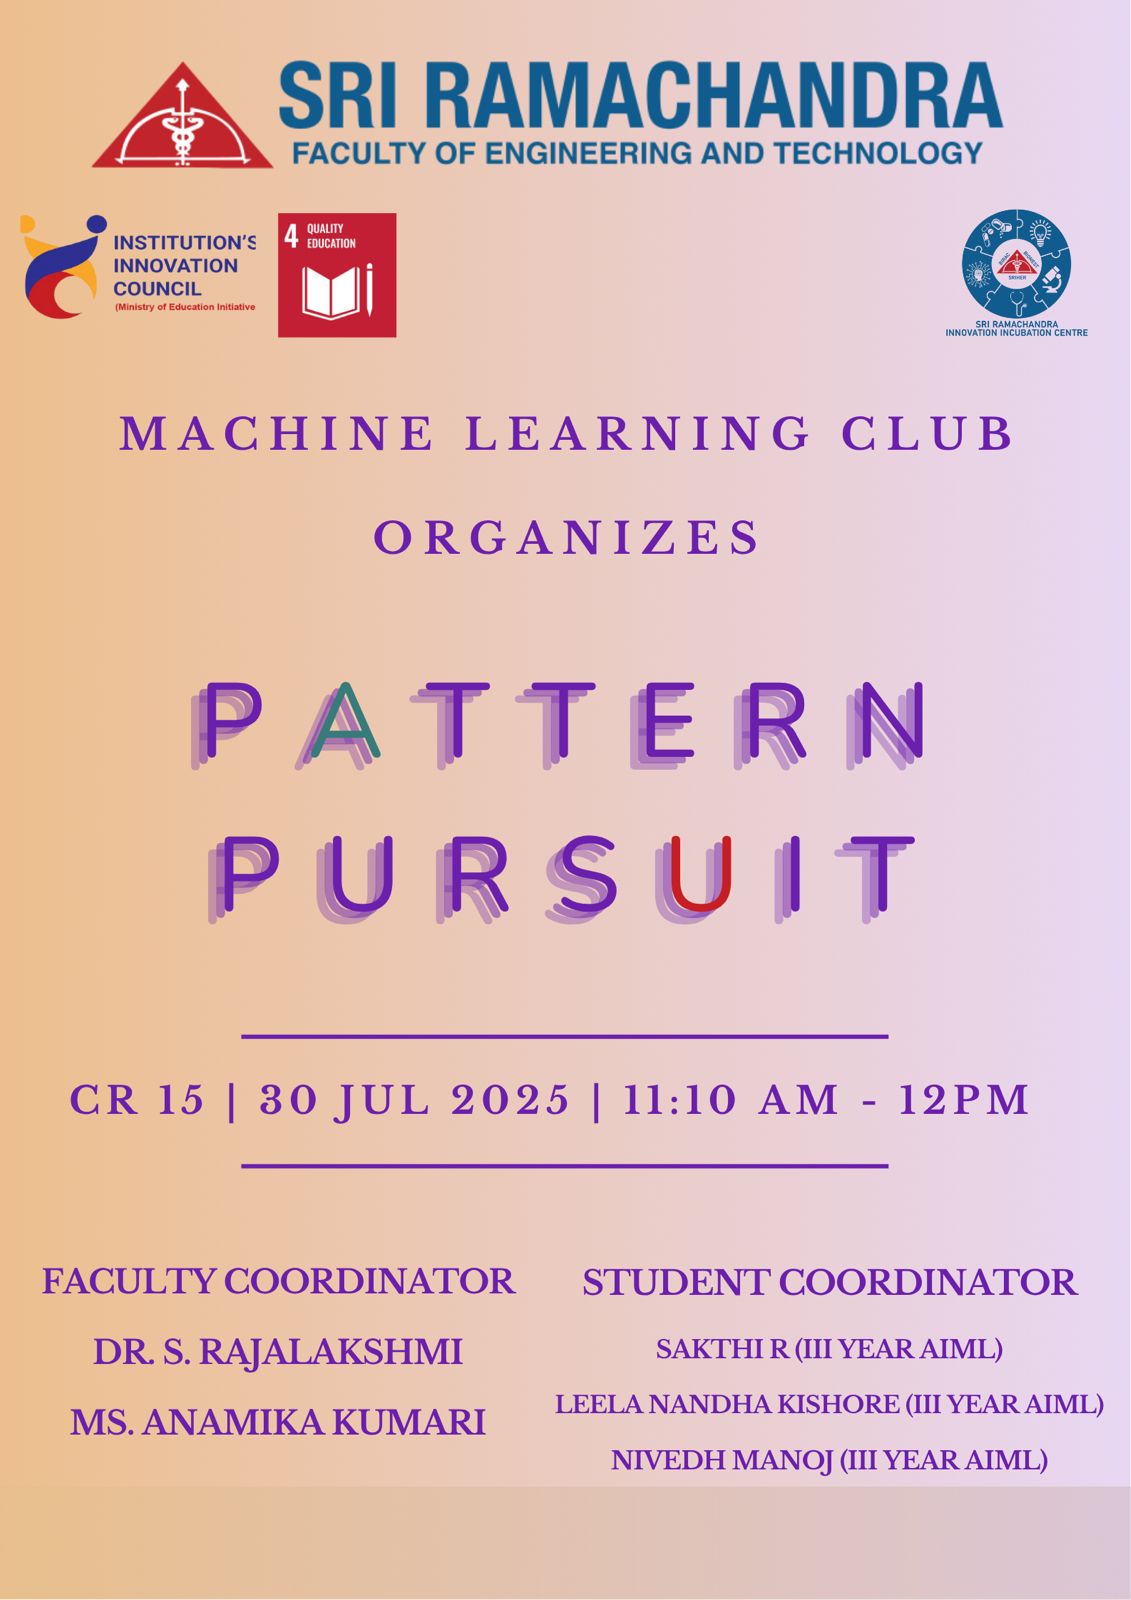 SRI RAMACHANDRA
FACULTY OF ENGINEERING AND TECHNOLOGY
INSTITUTION'S
INNOVATION
COUNCIL
(Ministry of Education Initiative
4 QUALITY
EDUCATION
SRIHER
SRI RAMACHANDRA
INNOVATION INCUBATION CENTRE
MACHINE LEARNING CLUB
ORGANIZES
PATTERN
PURSUIT
CR 15 | 30 JUL 2025 | 11:10 AM - 12PM
FACULTY COORDINATOR
DR. S. RAJALAKSHMI
MS. ANAMIKA KUMARI
STUDENT COORDINATOR
SAKTHI R (III YEAR AIML)
LEELA NANDHA KISHORE (III YEAR AIML)
NIVEDH MANOJ (III YEAR AIML)